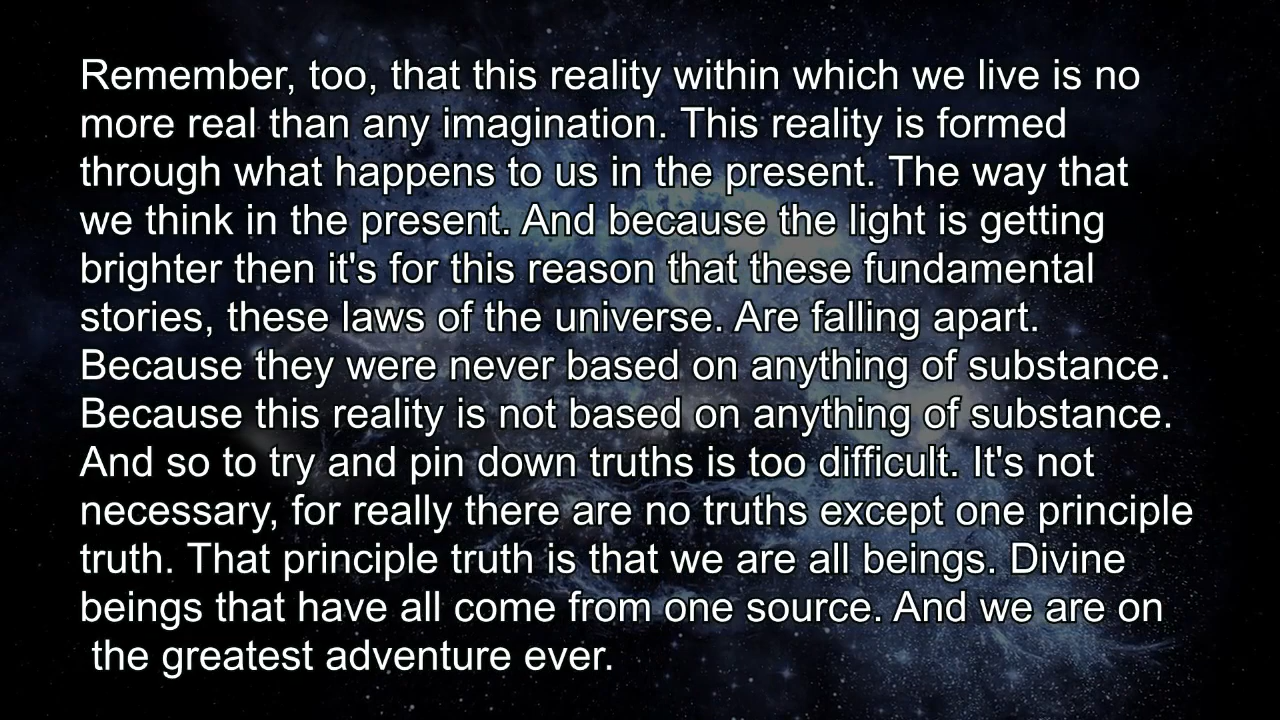 Remember, too, that this reality within which we live is no
more real than any imagination. This reality is formed
through what happens to us in the present. The way that
we think in the present. And because the light is getting
brighter then it's for this reason that these fundamental
stories, these laws of the universe. Are falling apart.
Because they were never based on anything of substance.
Because this reality is not based on anything of substance.
And so to try and pin down truths is too difficult. It's not
necessary, for really there are no truths except one principle
truth. That principle truth is that we are all beings. Divine
beings that have all come from one source. And we are on
the greatest adventure ever.